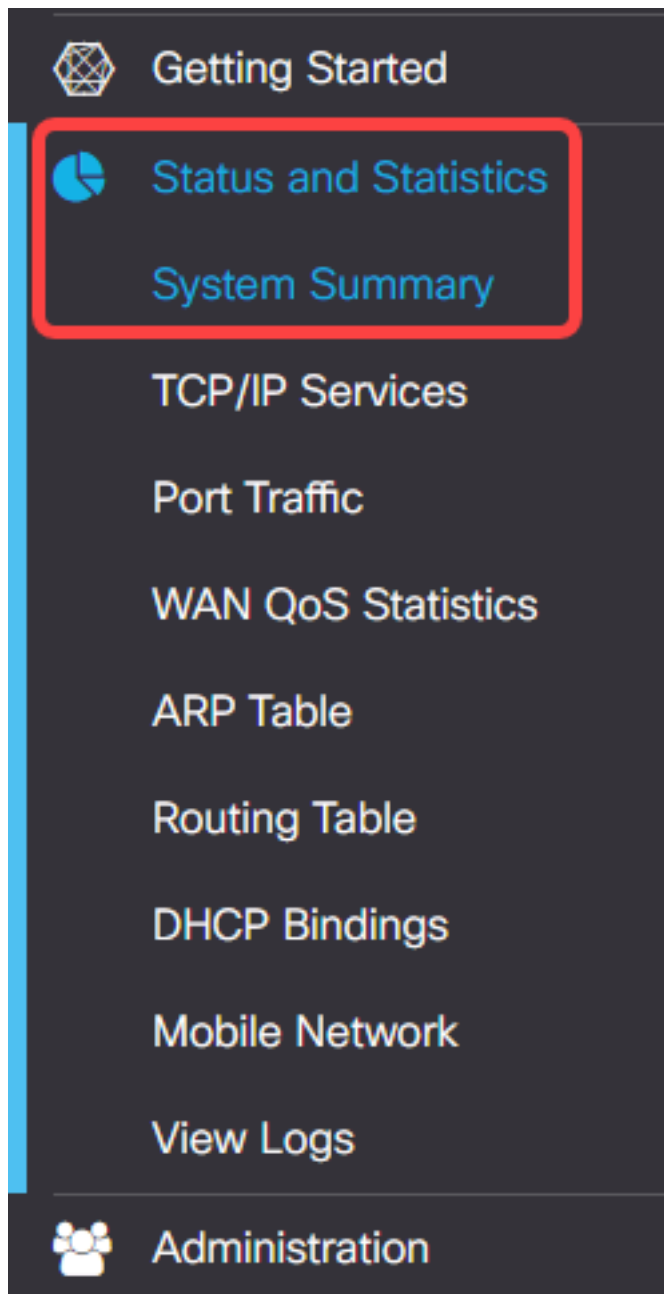 Getting Started
Status and Statistics
System Summary
TCP/IP Services
Port Traffic
WAN QoS Statistics
ARP Table
Routing Table
DHCP Bindings
Mobile Network
View Logs
Administration